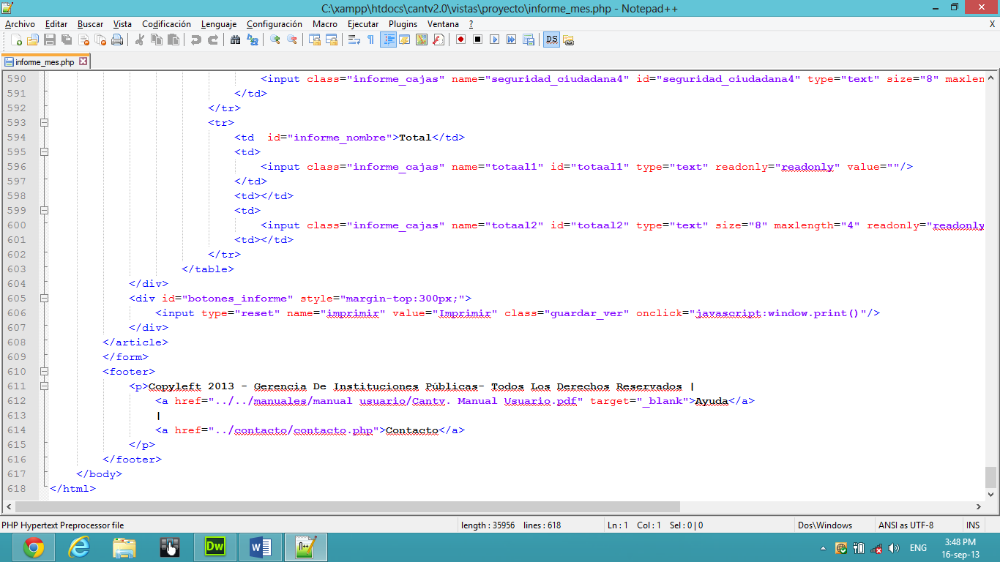 C:\xampp\htdocs\cantv2.0\vistas\proyecto\informe_mes.php - Notepad++
Archivo Editar Buscar Vista Codificación Lenguaje Configuración Macro Ejecutar Plugins Ventana ? X
informe_mes.php
590 <input class="informe_cajas" name="seguridad_ciudadana4" id="seguridad_ciudadana4" type="text" size="8" maxlen
591 </td>
592 </tr>
593 <tr>
594 <td  id="informe_nombre">Total</td>
595 <td>
596 <input class="informe_cajas" name="totaal1" id="totaal1" type="text" readonly="readonly" value=""/>
597 </td>
598 <td></td>
599 <td>
600 <input class="informe_cajas" name="totaal2" id="totaal2" type="text" size="8" maxlength="4" readonly="readonly
601 <td></td>
602 </tr>
603 </table>
604 </div>
605 <div id="botones_informe" style="margin-top:300px;">
606 <input type="reset" name="imprimir" value="Imprimir" class="guardar_ver" onclick="javascript:window.print()"/>
607 </div>
608 </article>
609 </form>
610 <footer>
611 <p>Copyleft 2013 - Gerencia De Instituciones Públicas- Todos Los Derechos Reservados |
612 <a href="../../manuales/manual usuario/Cantv. Manual Usuario.pdf" target="_blank">Ayuda</a>
613 |
614 <a href="../contacto/contacto.php">Contacto</a>
615 </p>
616 </footer>
617 </body>
618 </html>
PHP Hypertext Preprocessor file length : 35956 lines : 618 Ln : 1 Col : 1 Sel : 0 | 0 Dos\Windows ANSI as UTF-8 INS
Dw W ENG 3:48 PM
16-sep-13